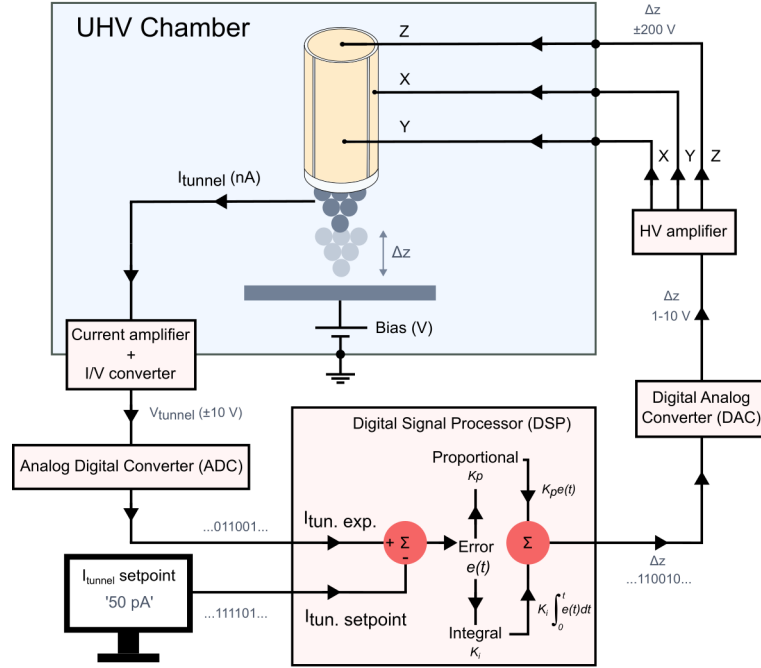 UHV Chamber
Z
X
Y
Δz
±200 V
X Y Z
HV amplifier
Itunnel (nA)
Δz
Bias (V)
Δz
1-10 V
Current amplifier
+
I/V converter
Vtunnel (±10 V)
Analog Digital Converter (ADC)
Digital Analog
Converter (DAC)
Digital Signal Processor (DSP)
Proportional
Kp
Kpe(t)
...011001...
Itun. exp.
+ Σ
-
Error
e(t)
Σ
Δz
...110010...
Itunnel setpoint
'50 pA'
...111101...
Itun. setpoint
Integral
Ki
Ki ∫0t e(t)dt